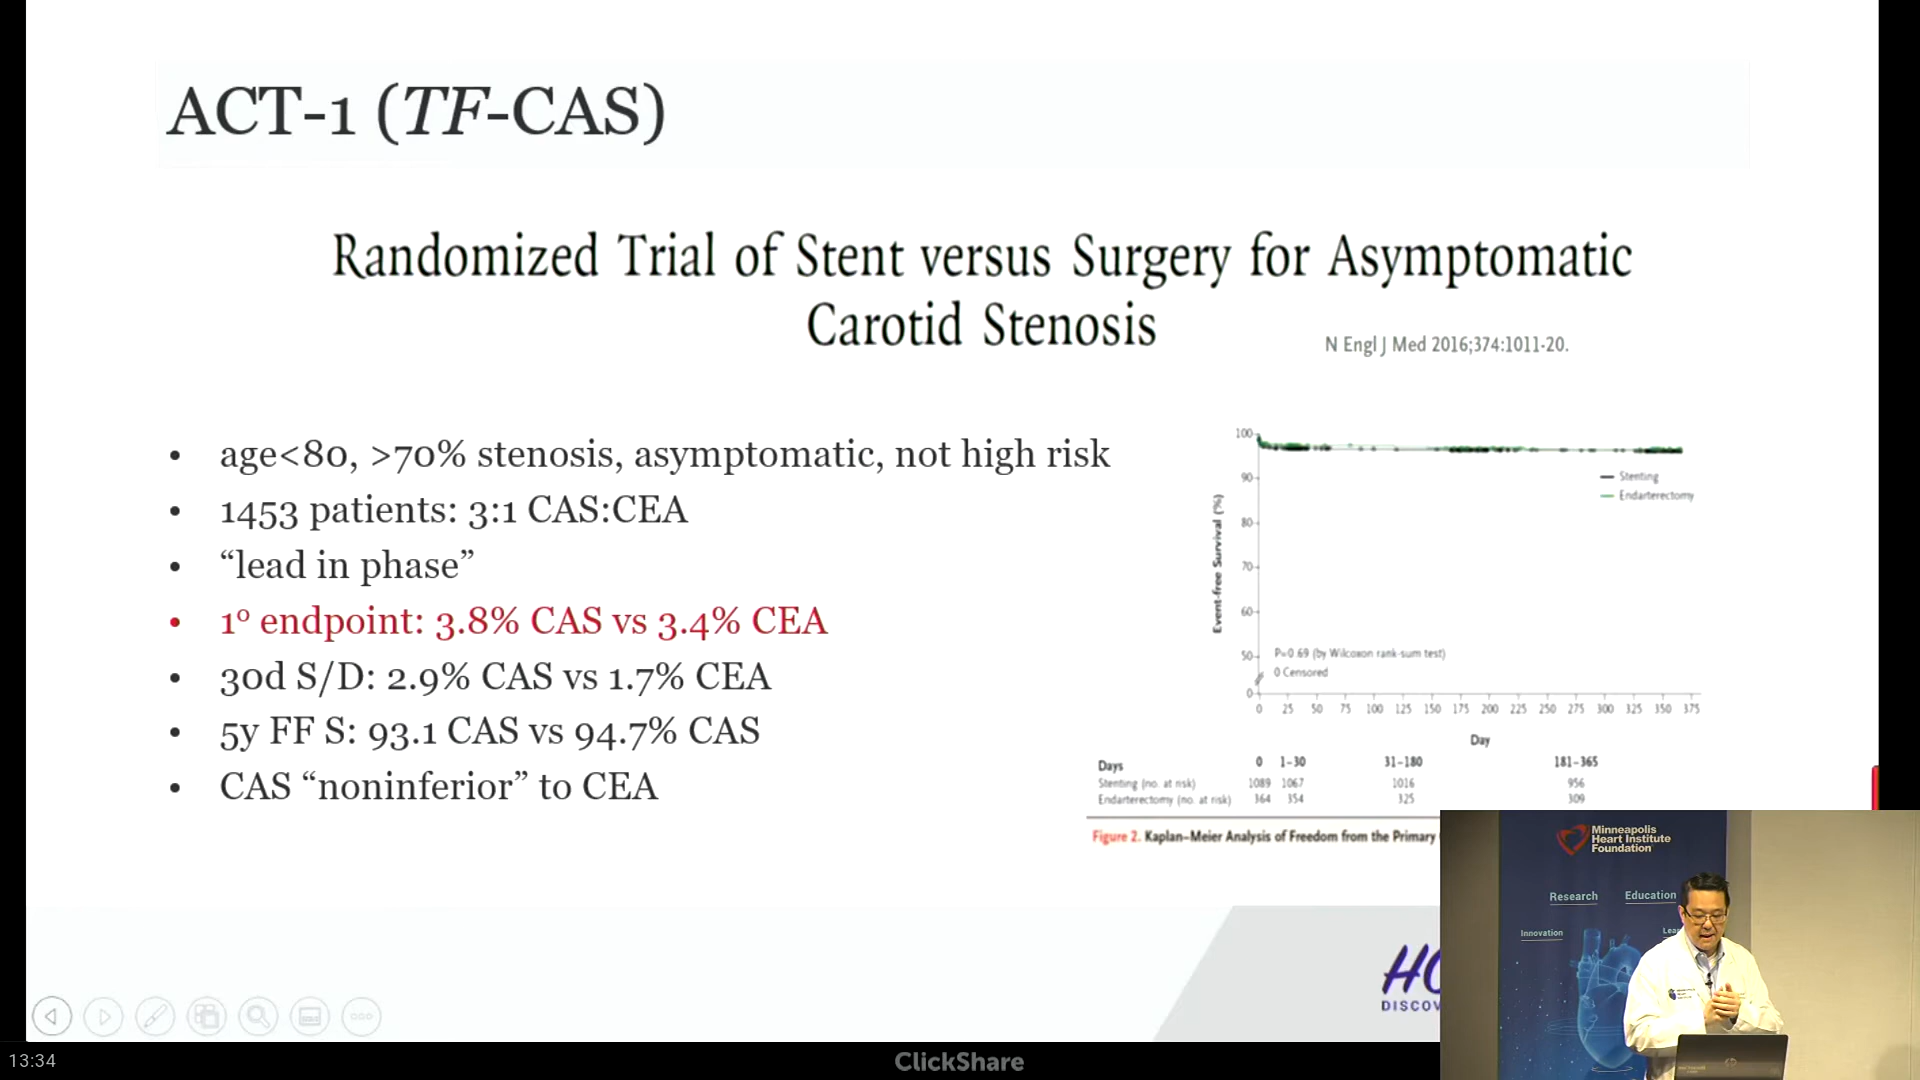 ACT-1 (TF-CAS)
Randomized Trial of Stent versus Surgery for Asymptomatic
Carotid Stenosis
N Engl J Med 2016;374:1011-20.
• age<80, >70% stenosis, asymptomatic, not high risk
• 1453 patients: 3:1 CAS:CEA
• “lead in phase”
• 1º endpoint: 3.8% CAS vs 3.4% CEA
• 30d S/D: 2.9% CAS vs 1.7% CEA
• 5y FF S: 93.1 CAS vs 94.7% CAS
• CAS “noninferior” to CEA
Event-free Survival (%)
100
90
80
70
60
50
0
Stenting
Endarterectomy
P=0.69 (by Wilcoxon rank-sum test)
0 Censored
0 25 50 75 100 125 150 175 200 225 250 275 300 325 350 375
Day
Days 0 1-30 31-180 181-365
Stenting (no. at risk) 1089 1067 1016 956
Endarterectomy (no. at risk) 364 354 325 309
Figure 2. Kaplan–Meier Analysis of Freedom from the Primary
HO
DISCOV
Minneapolis
Heart Institute
Foundation
Research Education
Innovation Lea
13:34
ClickShare